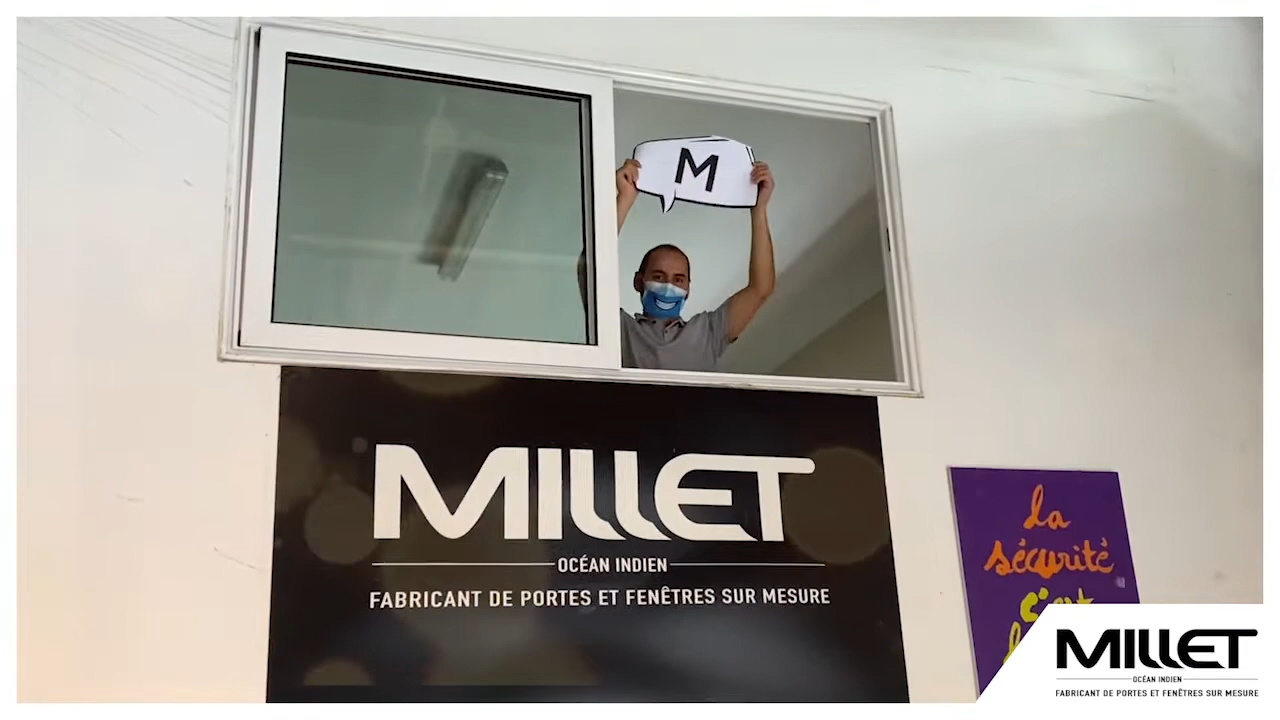 M
MILLET
OCÉAN INDIEN
FABRICANT DE PORTES ET FENÊTRES SUR MESURE
la
sécurité
c'est
MILLET
OCÉAN INDIEN
FABRICANT DE PORTES ET FENÊTRES SUR MESURE